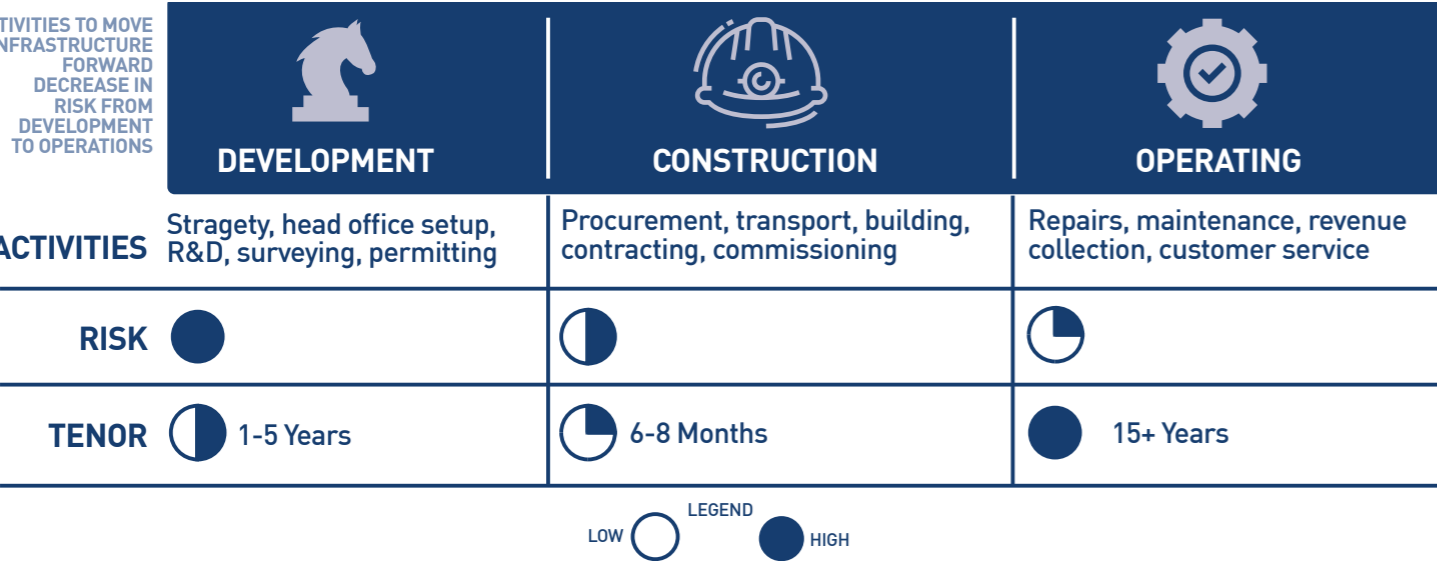 TIVITIES TO MOVE
NFRASTRUCTURE
FORWARD
DECREASE IN
RISK FROM
DEVELOPMENT
TO OPERATIONS
DEVELOPMENT
CONSTRUCTION
OPERATING
ACTIVITIES
Stragety, head office setup,
R&D, surveying, permitting
Procurement, transport, building,
contracting, commissioning
Repairs, maintenance, revenue
collection, customer service
RISK
TENOR
1-5 Years
6-8 Months
15+ Years
LEGEND
LOW
HIGH